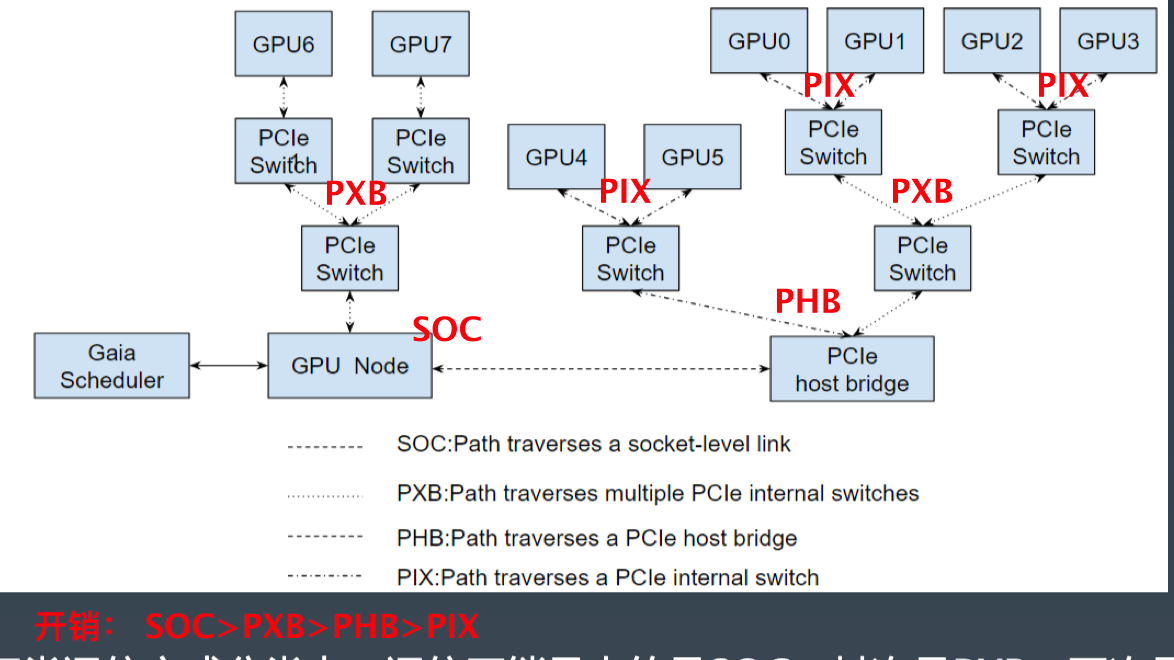 GPU6
GPU7
GPU0
GPU1
GPU2
GPU3
PIX
PIX
PCIe
Switch
PCIe
Switch
PCIe
Switch
PCIe
Switch
GPU4
GPU5
PXB
PIX
PXB
PCIe
Switch
PCIe
Switch
PCIe
Switch
PHB
SOC
Gaia
Scheduler
GPU Node
PCIe
host bridge
SOC:Path traverses a socket-level link
PXB:Path traverses multiple PCIe internal switches
PHB:Path traverses a PCIe host bridge
PIX:Path traverses a PCIe internal switch
开销： SOC>PXB>PHB>PIX